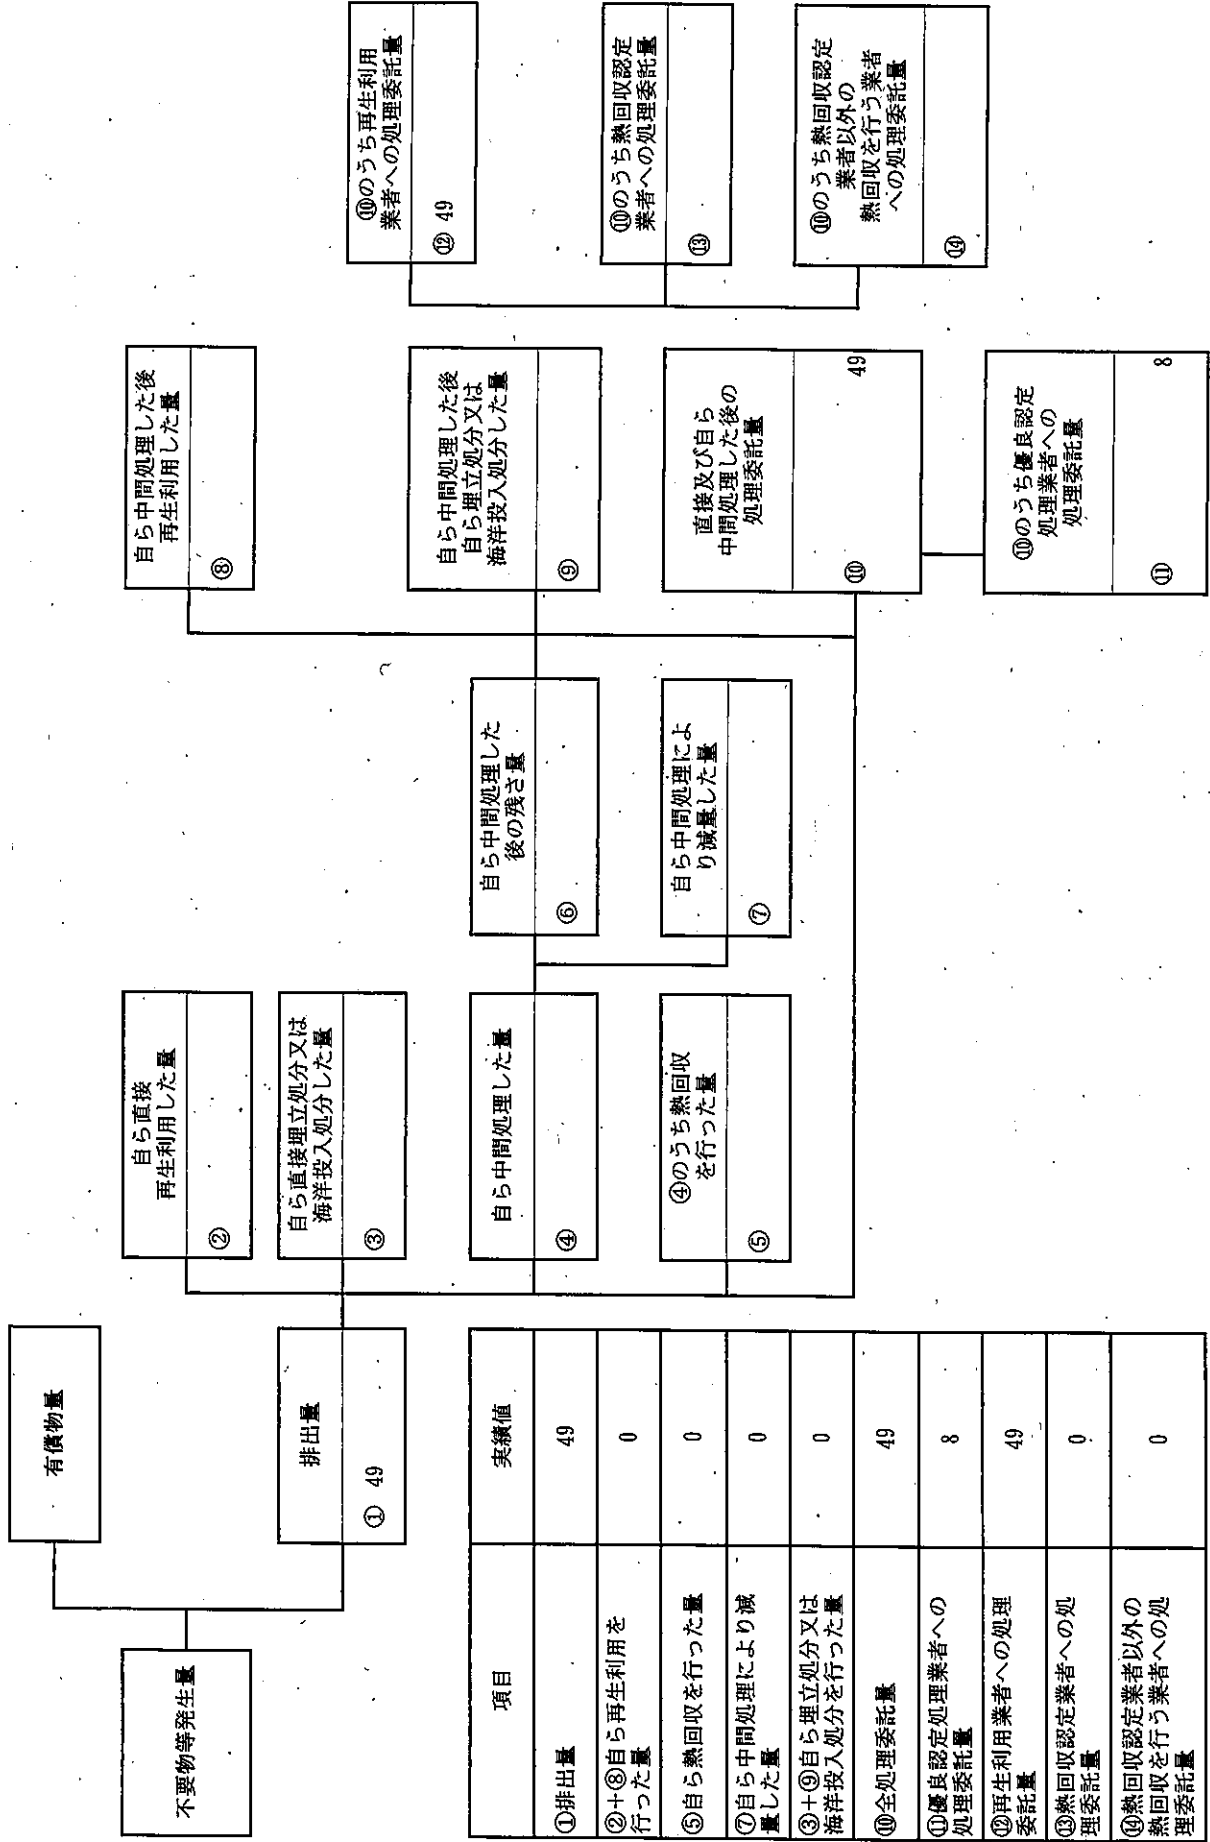 不要物等発生量
有償物量
排出量
① 49
自ら直接
再生利用した量
②
自ら直接埋立処分又は
海洋投入処分した量
③
自ら中間処理した量
④
④のうち熱回収
を行った量
⑤
自ら中間処理した
後の残さ量
⑥
自ら中間処理によ
り減量した量
⑦
自ら中間処理した後
再生利用した量
⑧
自ら中間処理した後
自ら埋立処分又は
海洋投入処分した量
⑨
直接及び自ら
中間処理した後の
処理委託量
⑩ 49
⑩のうち優良認定
処理業者への
処理委託量
⑪ 8
⑩のうち再生利用
業者への処理委託量
⑫ 49
⑩のうち熱回収認定
業者への処理委託量
⑬
⑩のうち熱回収認定
業者以外の
熱回収を行う業者
への処理委託量
⑭
項目 実績値
①排出量 49
②+⑧自ら再生利用を
行った量 0
⑤自ら熱回収を行った量 0
⑦自ら中間処理により減
量した量 0
③+⑨自ら埋立処分又は
海洋投入処分を行った量 0
⑩全処理委託量 49
⑪優良認定処理業者への
処理委託量 8
⑫再生利用業者への処理
委託量 49
⑬熱回収認定業者への処
理委託量 0
⑭熱回収認定業者以外の
熱回収を行う業者への処
理委託量 0